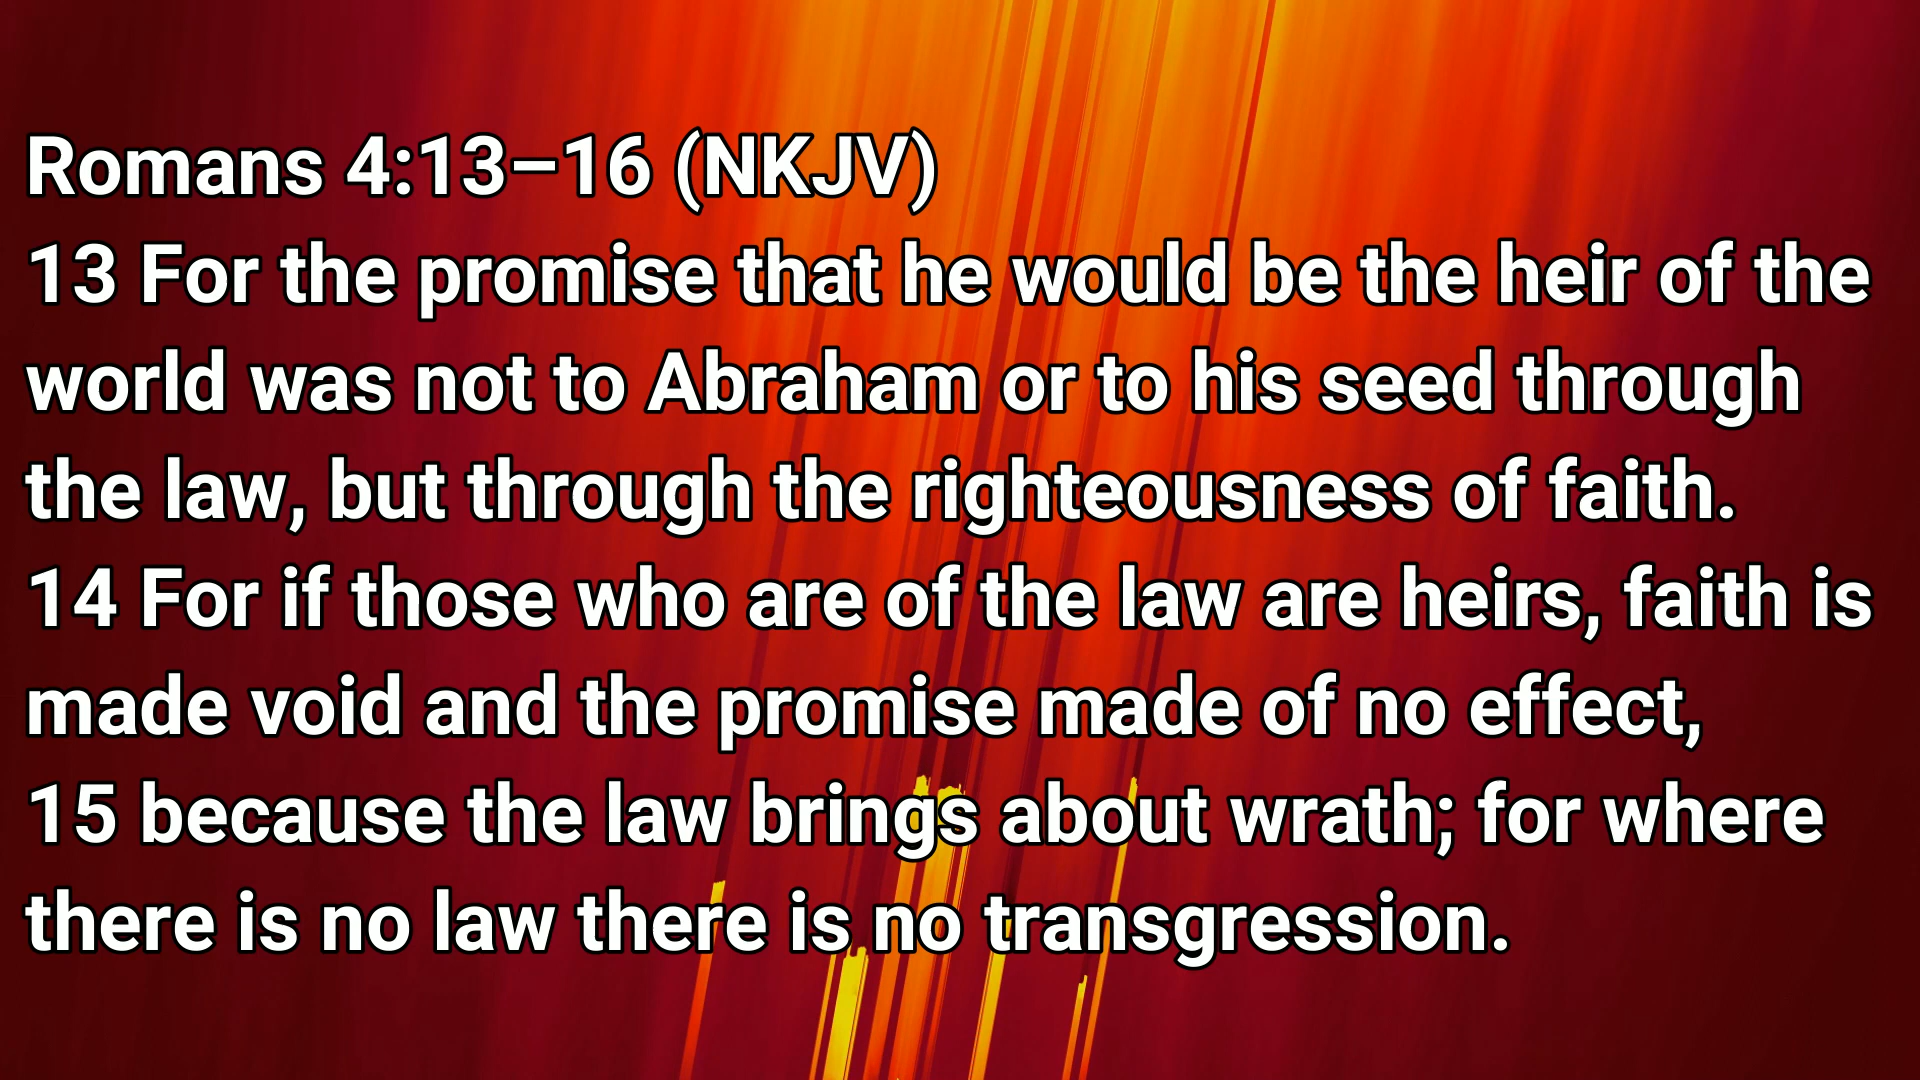 Romans 4:13–16 (NKJV)
13 For the promise that he would be the heir of the
world was not to Abraham or to his seed through
the law, but through the righteousness of faith.
14 For if those who are of the law are heirs, faith is
made void and the promise made of no effect,
15 because the law brings about wrath; for where
there is no law there is no transgression.